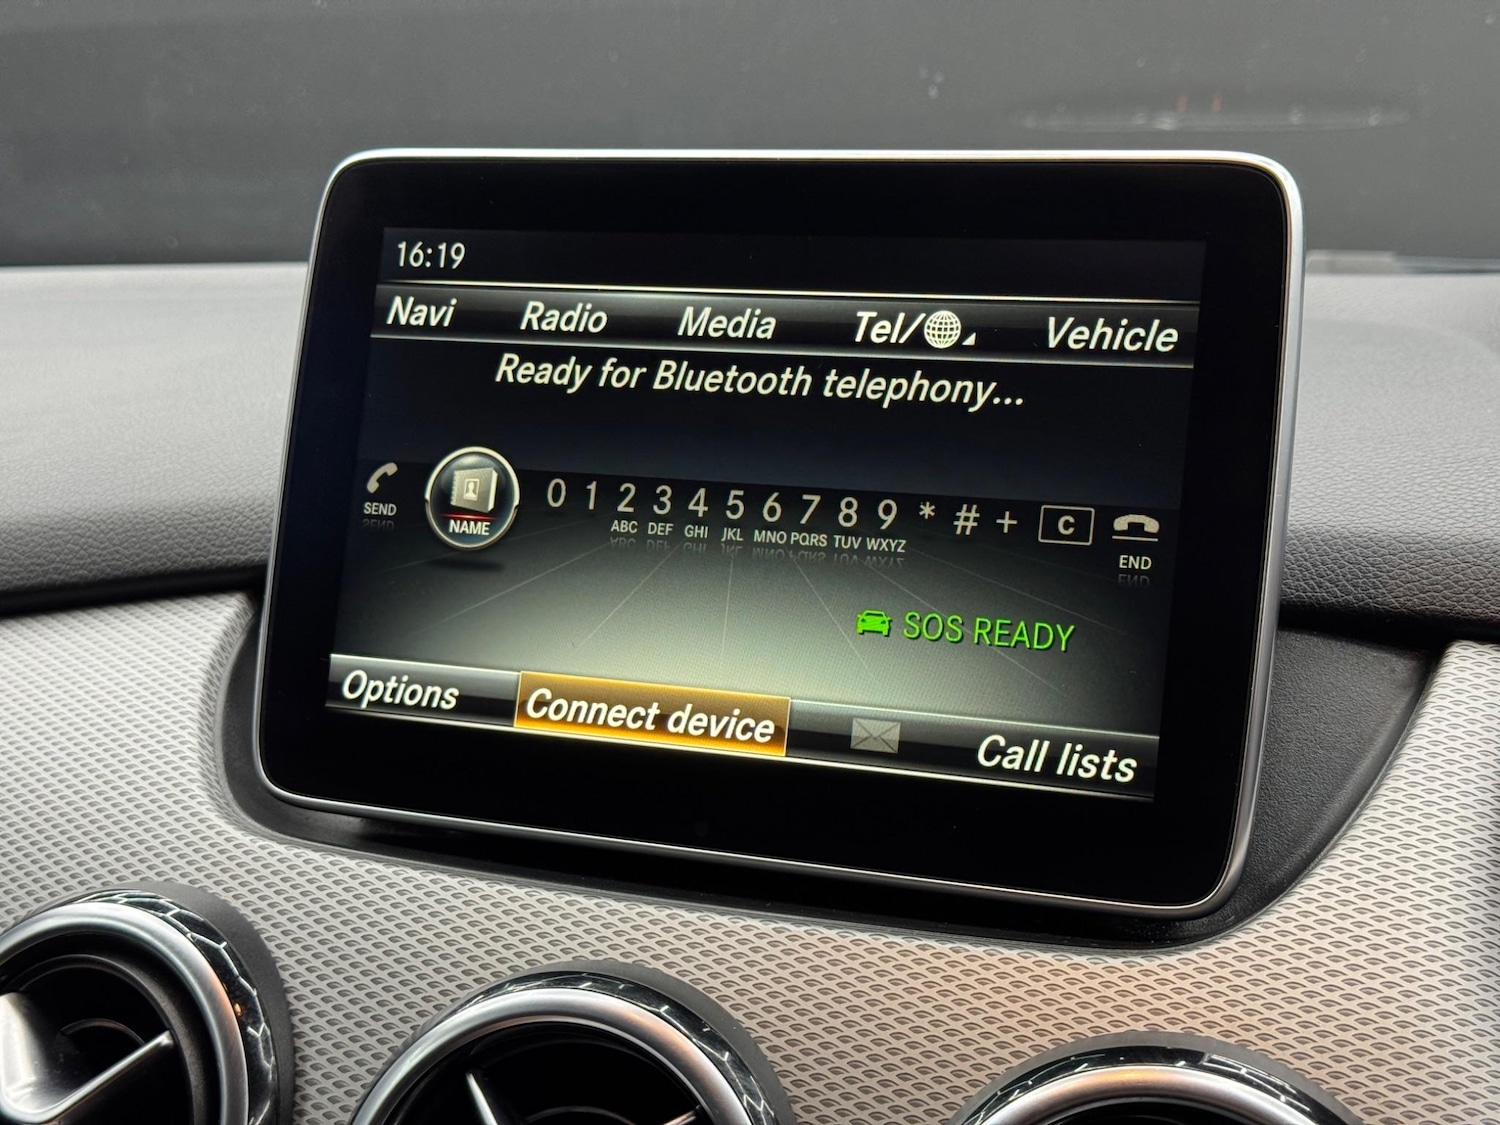 16:19
Navi Radio Media Tel/ Vehicle
Ready for Bluetooth telephony...
SEND NAME 0 1 2 3 4 5 6 7 8 9 * # + C END
ABC DEF GHI JKL MNO PQRS TUV WXYZ
SOS READY
Options Connect device Call lists